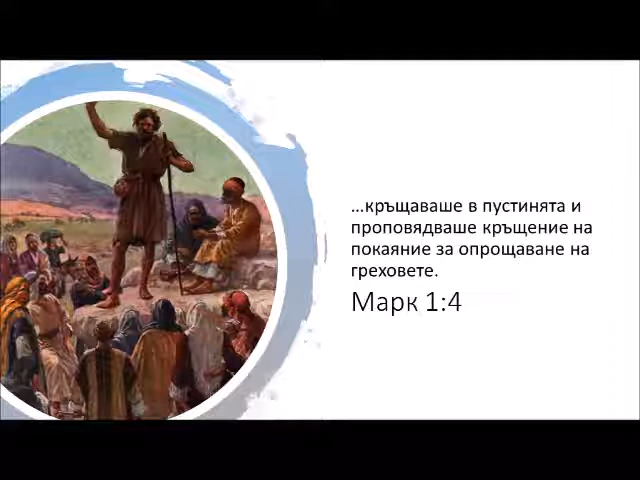 ...кръщаваше в пустинята и
проповядваше кръщение на
покаяние за опрощаване на
греховете.
Марк 1:4